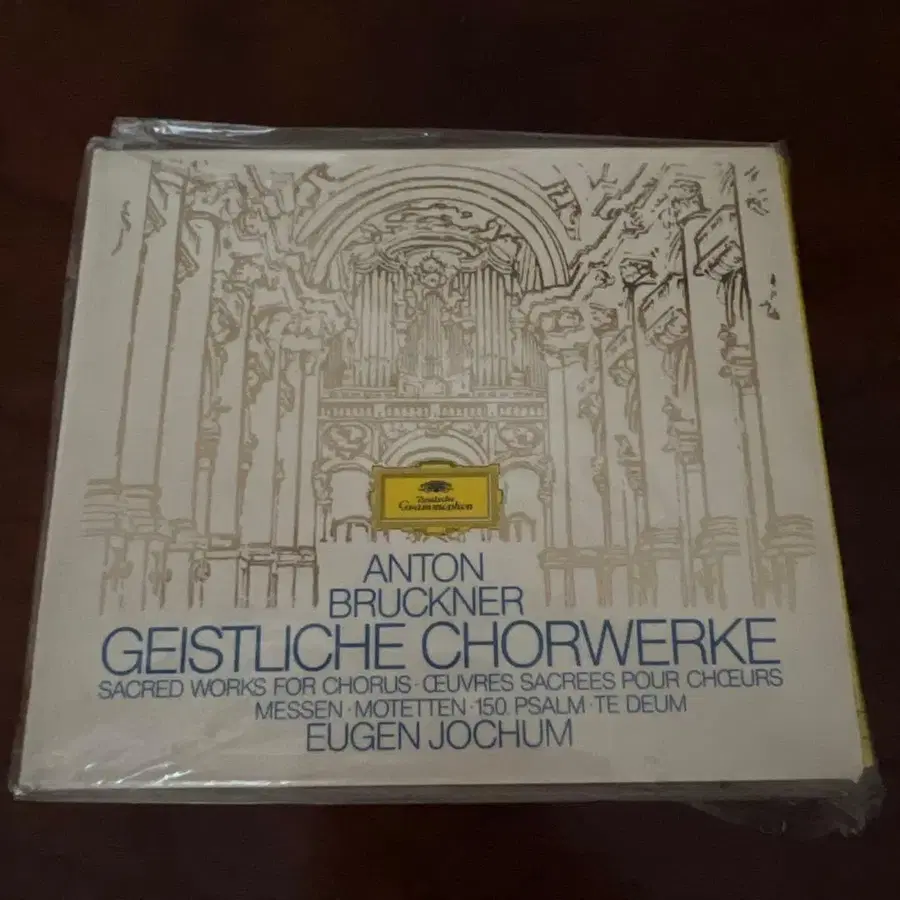 Deutsche
Grammophon
ANTON
BRUCKNER
GEISTLICHE CHORWERKE
SACRED WORKS FOR CHORUS · ŒUVRES SACREES POUR CHŒURS
MESSEN · MOTETTEN · 150. PSALM · TE DEUM
EUGEN JOCHUM